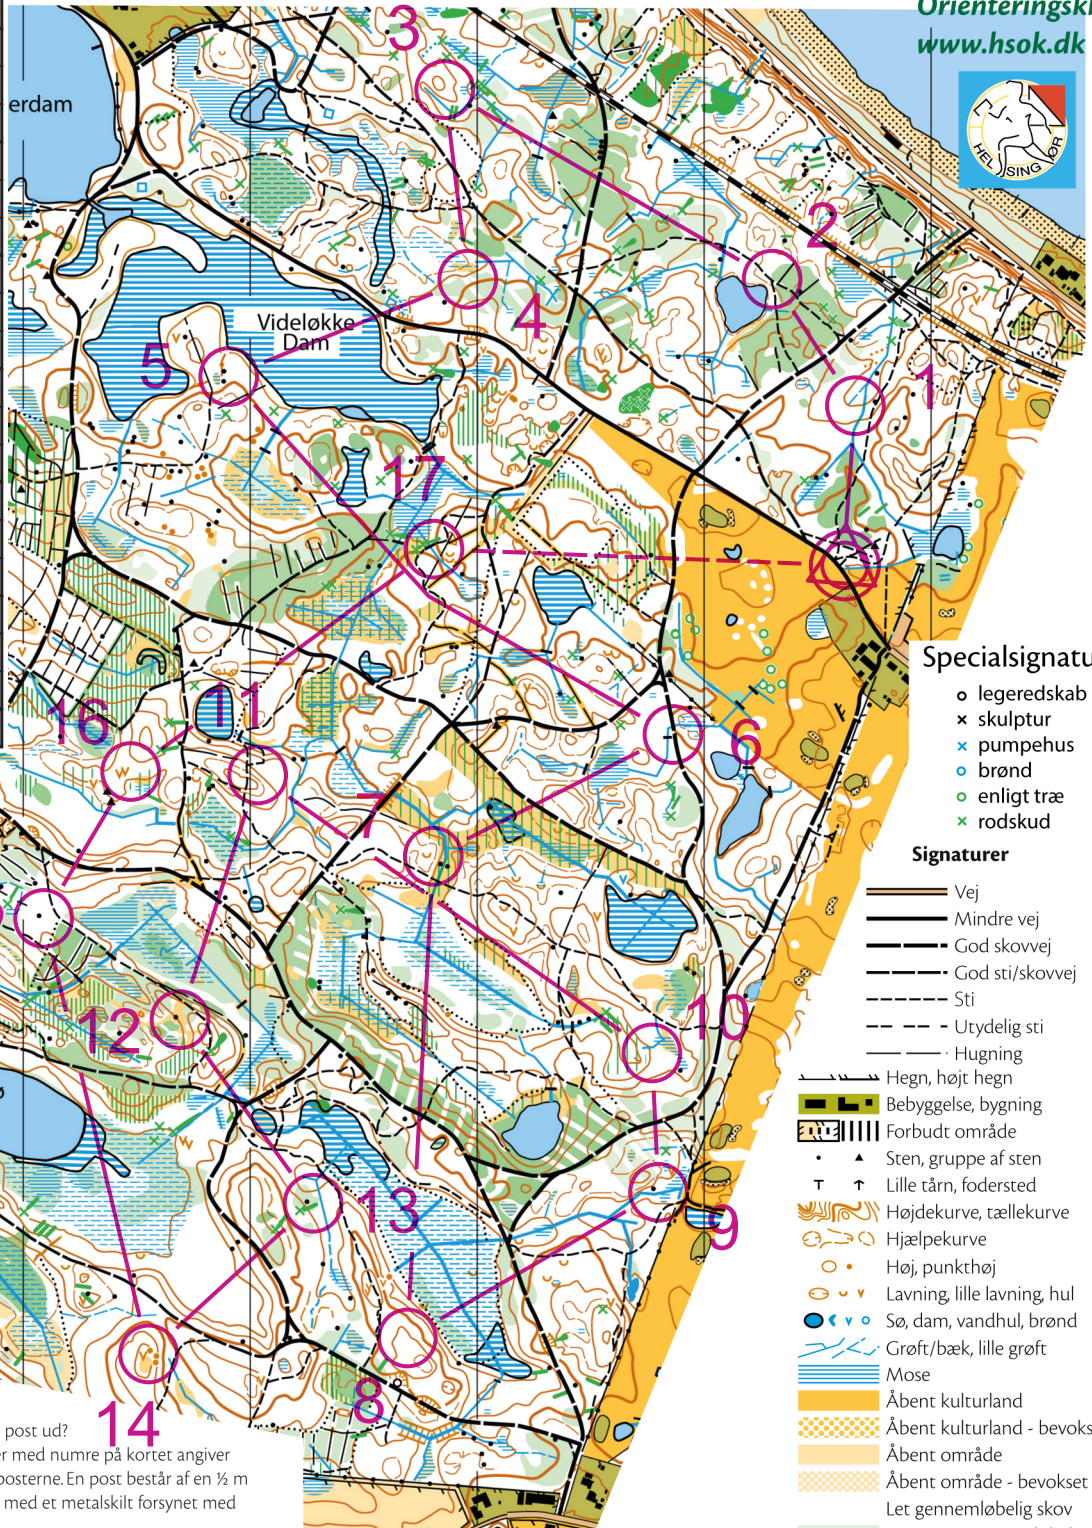 Orienteringskl
www.hsok.dk
HELSINGØR
erdam
Videløkke
Dam
3
2
4
1
5
17
6
16
11
7
10
12
13
9
8
14
Specialsignatu
legeredskab
skulptur
pumpehus
brønd
enligt træ
rodskud
Signaturer
Vej
Mindre vej
God skovvej
God sti/skovvej
Sti
Utydelig sti
Hugning
Hegn, højt hegn
Bebyggelse, bygning
Forbudt område
Sten, gruppe af sten
Lille tårn, fodersted
Højdekurve, tællekurve
Hjælpekurve
Høj, punkthøj
Lavning, lille lavning, hul
Sø, dam, vandhul, brønd
Grøft/bæk, lille grøft
Mose
Åbent kulturland
Åbent kulturland - bevoks
Åbent område
Åbent område - bevokset
Let gennemløbelig skov
post ud?
er med numre på kortet angiver
posterne. En post består af en ½ m
med et metalskilt forsynet med